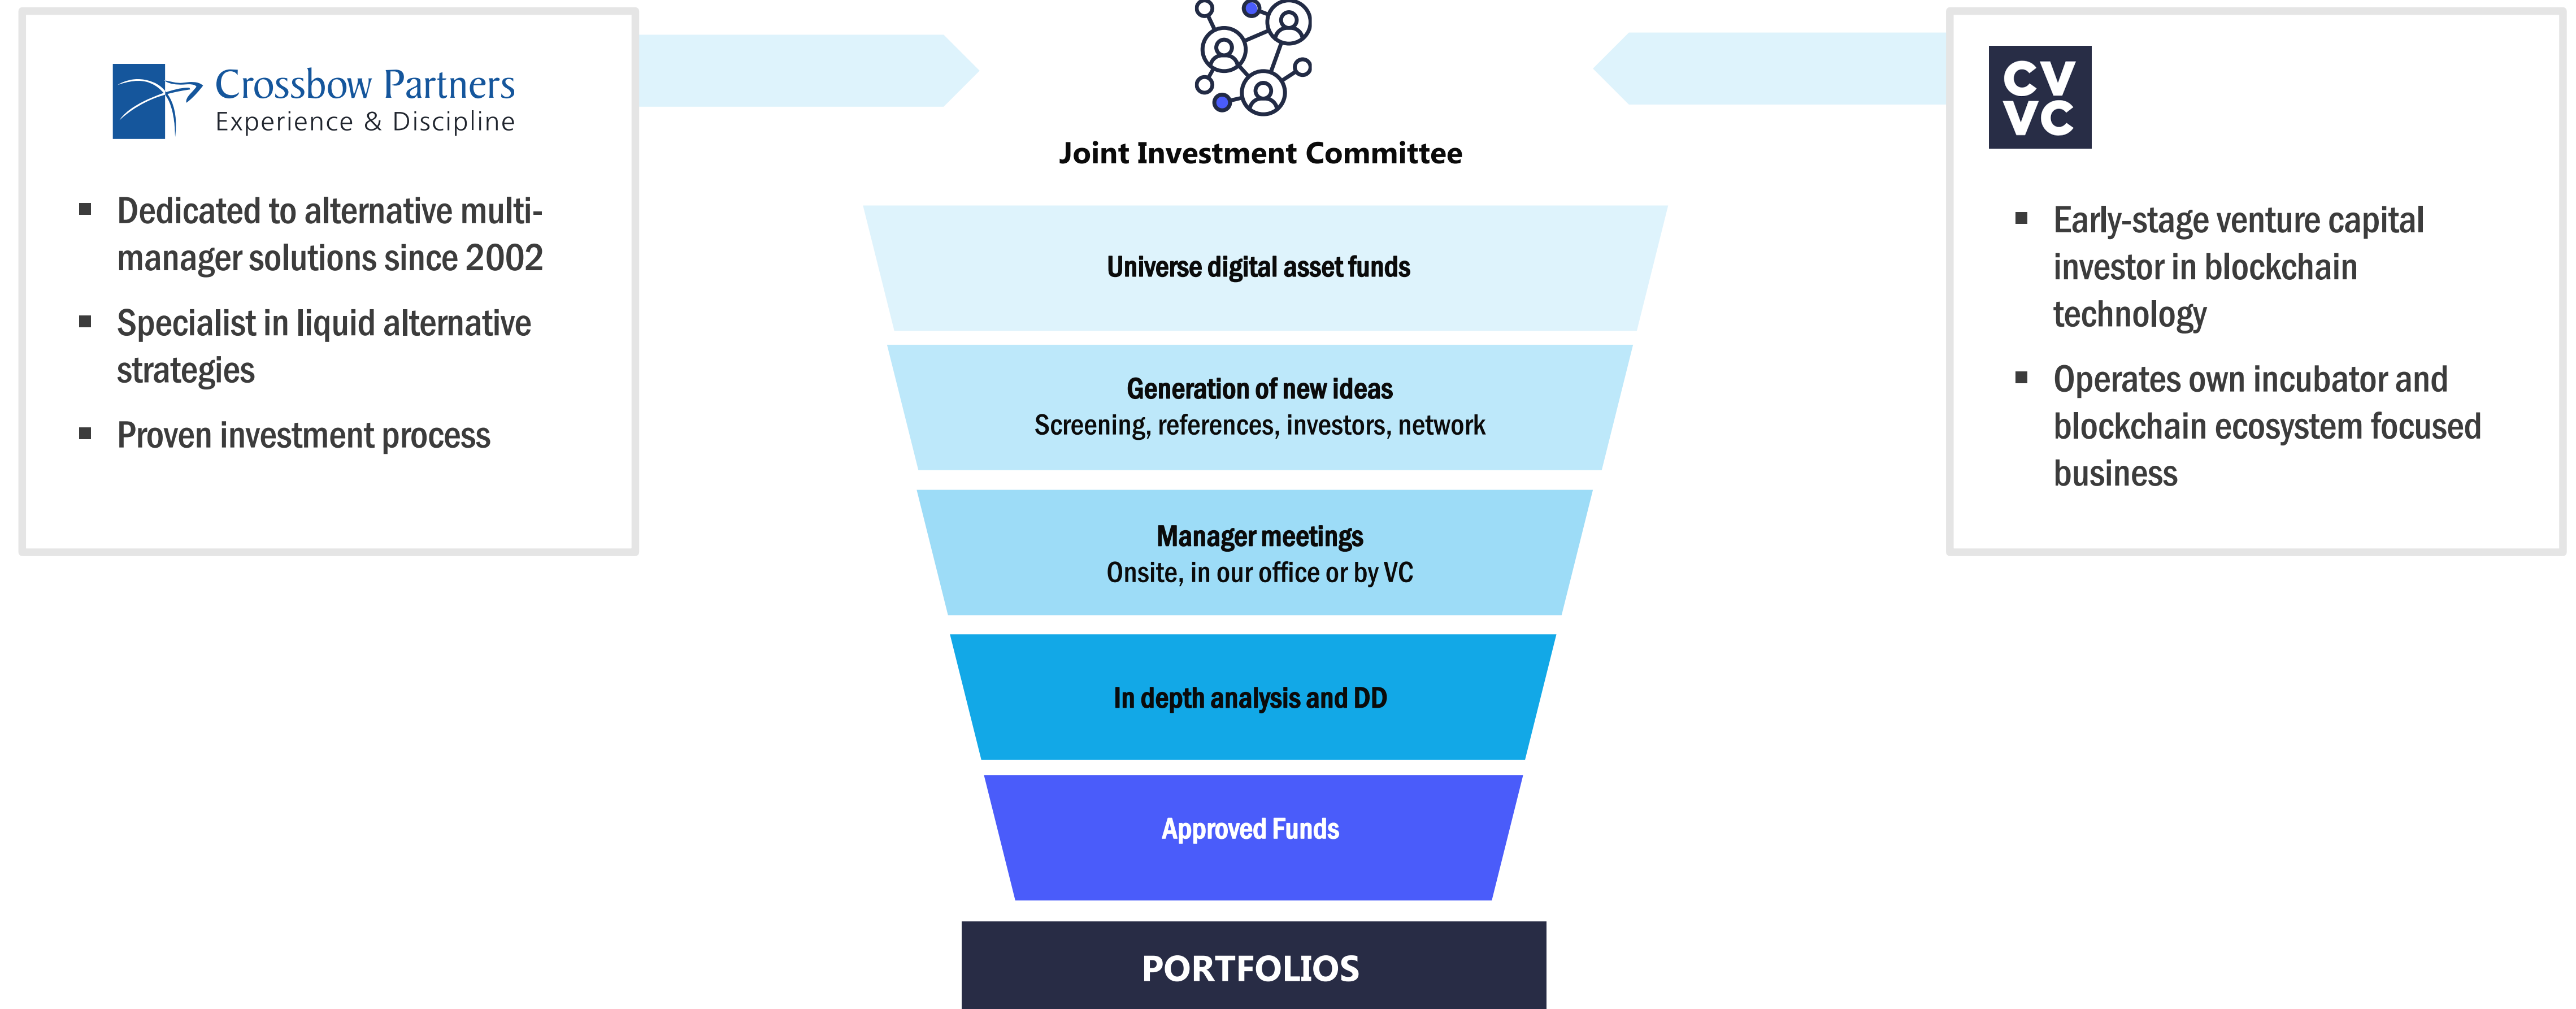 Crossbow Partners
Experience & Discipline
▪ Dedicated to alternative multi-
manager solutions since 2002
▪ Specialist in liquid alternative
strategies
▪ Proven investment process
Joint Investment Committee
Universe digital asset funds
Generation of new ideas
Screening, references, investors, network
Manager meetings
Onsite, in our office or by VC
In depth analysis and DD
Approved Funds
PORTFOLIOS
CV
VC
▪ Early-stage venture capital
investor in blockchain
technology
▪ Operates own incubator and
blockchain ecosystem focused
business